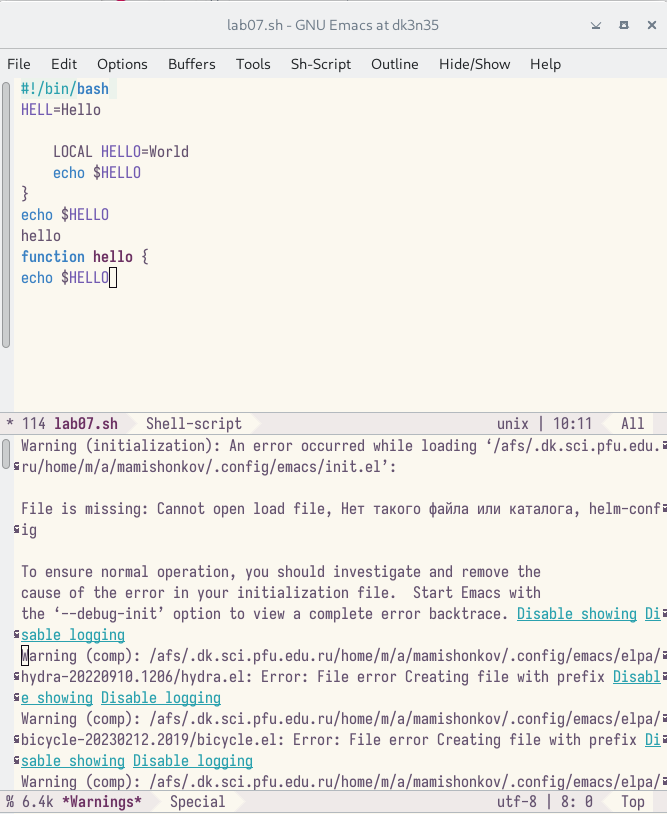 lab07.sh - GNU Emacs at dk3n35
File Edit Options Buffers Tools Sh-Script Outline Hide/Show Help
#!/bin/bash
HELL=Hello
LOCAL HELLO=World
echo $HELLO
}
echo $HELLO
hello
function hello {
echo $HELLO
* 114 lab07.sh Shell-script unix | 10:11 All
Warning (initialization): An error occurred while loading ‘/afs/.dk.sci.pfu.edu.
ru/home/m/a/mamishonkov/.config/emacs/init.el’:
File is missing: Cannot open load file, Нет такого файла или каталога, helm-conf
ig
To ensure normal operation, you should investigate and remove the
cause of the error in your initialization file.  Start Emacs with
the ‘--debug-init’ option to view a complete error backtrace. Disable showing Di
sable logging
Warning (comp): /afs/.dk.sci.pfu.edu.ru/home/m/a/mamishonkov/.config/emacs/elpa/
hydra-20220910.1206/hydra.el: Error: File error Creating file with prefix Disabl
e showing Disable logging
Warning (comp): /afs/.dk.sci.pfu.edu.ru/home/m/a/mamishonkov/.config/emacs/elpa/
bicycle-20230212.2019/bicycle.el: Error: File error Creating file with prefix Di
sable showing Disable logging
Warning (comp): /afs/.dk.sci.pfu.edu.ru/home/m/a/mamishonkov/.config/emacs/elpa/
% 6.4k *Warnings* Special utf-8 | 8: 0 Top